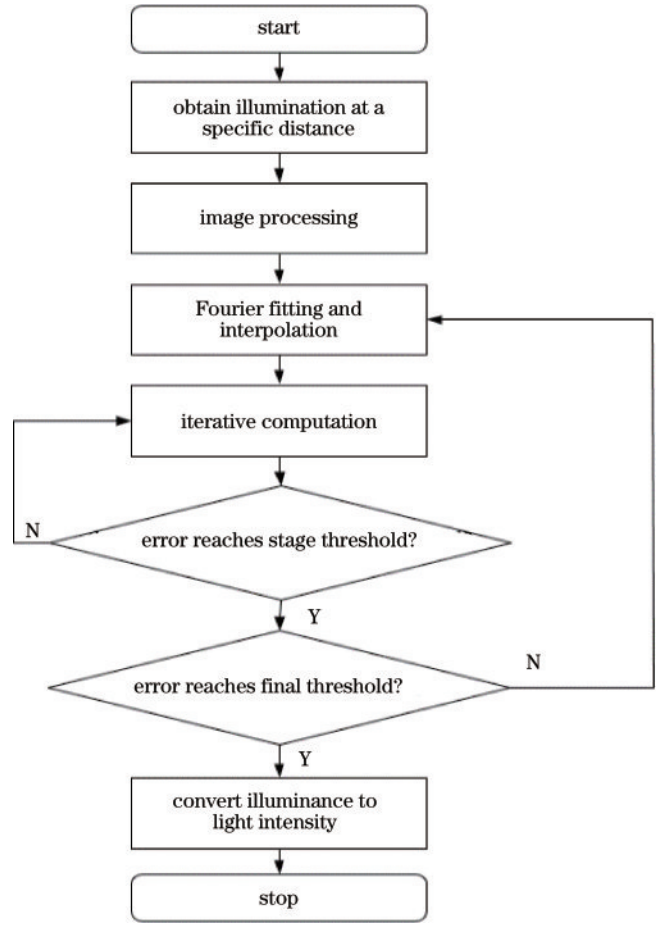 start
obtain illumination at a
specific distance
image processing
Fourier fitting and
interpolation
iterative computation
N
error reaches stage threshold?
Y
N
error reaches final threshold?
Y
convert illuminance to
light intensity
stop